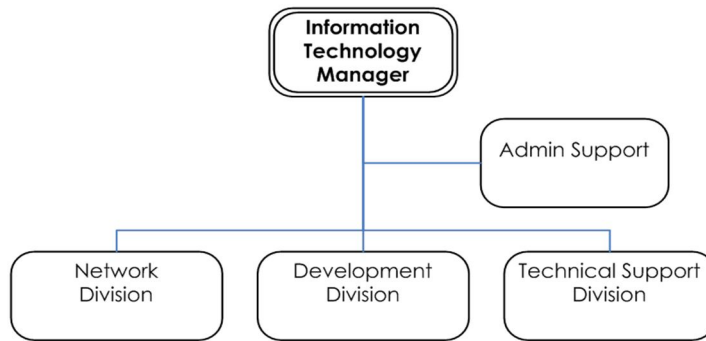 Information
Technology
Manager
Admin Support
Network
Division
Development
Division
Technical Support
Division